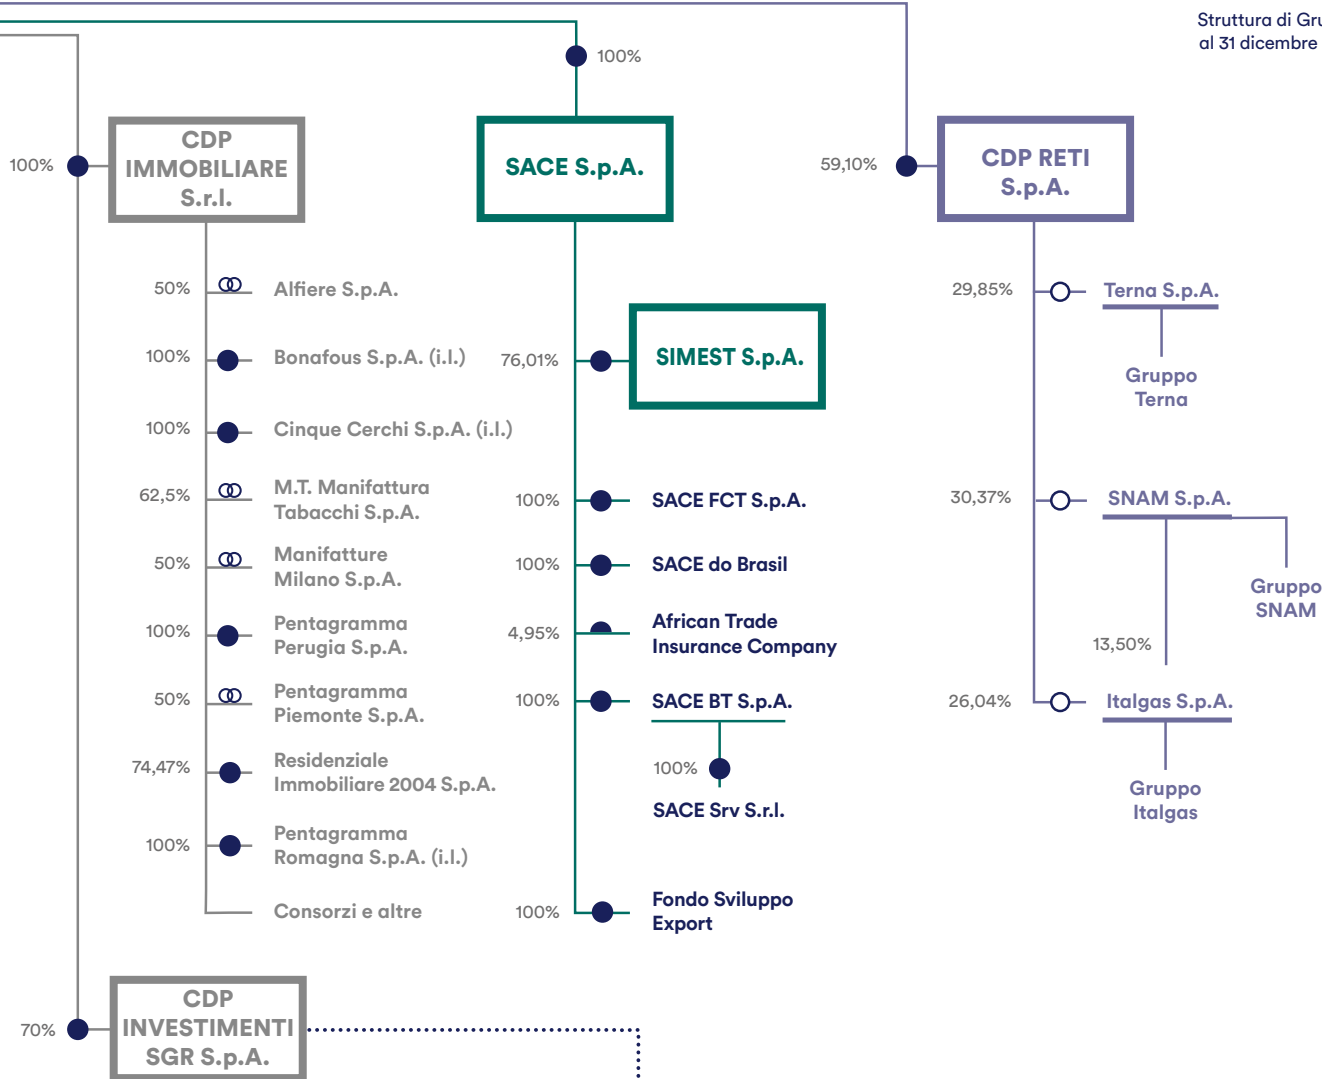 Struttura di Gru
al 31 dicembre
100%
100%
CDP
IMMOBILIARE
S.r.l.
SACE S.p.A.
59,10%
CDP RETI
S.p.A.
50%
Alfiere S.p.A.
100%
Bonafous S.p.A. (i.l.)
100%
Cinque Cerchi S.p.A. (i.l.)
62,5%
M.T. Manifattura
Tabacchi S.p.A.
50%
Manifatture
Milano S.p.A.
100%
Pentagramma
Perugia S.p.A.
50%
Pentagramma
Piemonte S.p.A.
74,47%
Residenziale
Immobiliare 2004 S.p.A.
100%
Pentagramma
Romagna S.p.A. (i.l.)
Consorzi e altre
76,01%
SIMEST S.p.A.
100%
SACE FCT S.p.A.
100%
SACE do Brasil
4,95%
African Trade
Insurance Company
100%
SACE BT S.p.A.
100%
SACE Srv S.r.l.
100%
Fondo Sviluppo
Export
29,85%
Terna S.p.A.
Gruppo
Terna
30,37%
SNAM S.p.A.
Gruppo
SNAM
13,50%
26,04%
Italgas S.p.A.
Gruppo
Italgas
70%
CDP
INVESTIMENTI
SGR S.p.A.